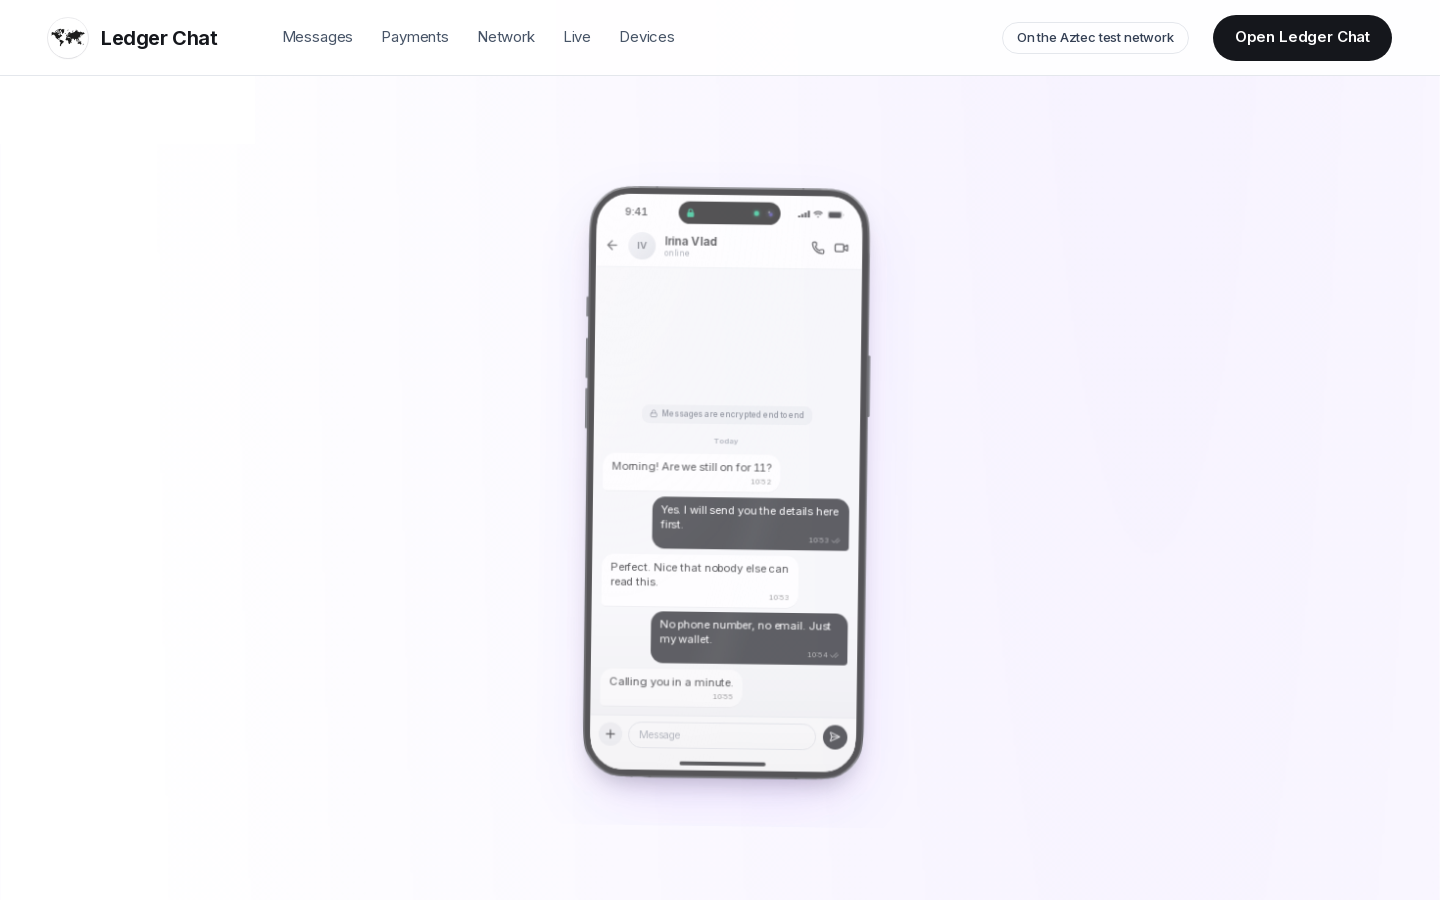 Ledger Chat
Messages
Payments
Network
Live
Devices
On the Aztec test network
Open Ledger Chat
9:41
IV
Irina Vlad
online
Messages are encrypted end to end
Today
Morning! Are we still on for 11?
10:52
Yes. I will send you the details here
first.
10:53
Perfect. Nice that nobody else can
read this.
10:53
No phone number, no email. Just
my wallet.
10:54
Calling you in a minute.
10:55
Message